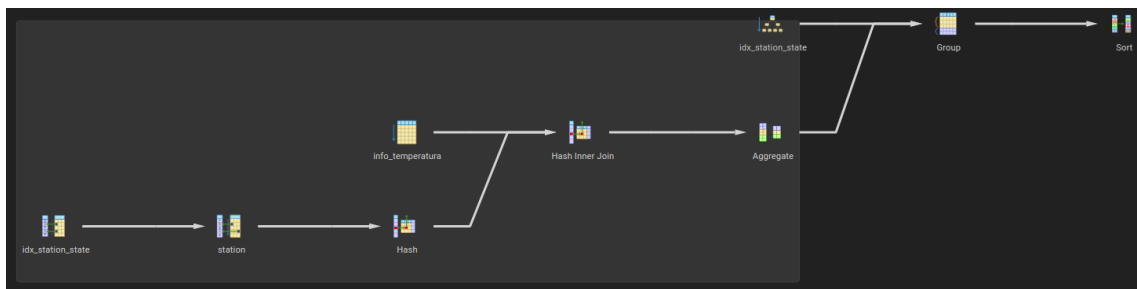 idx_station_state
Group
Sort
info_temperatura
Hash Inner Join
Aggregate
idx_station_state
station
Hash